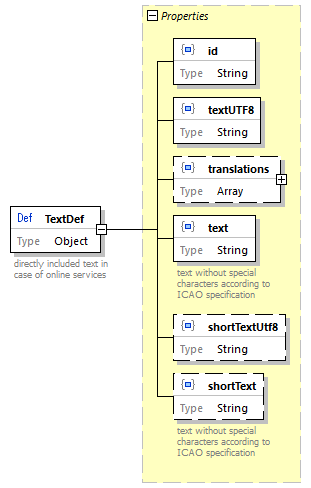 Properties
id
Type String
textUTF8
Type String
translations
Type Array
Def TextDef
Type Object
directly included text in
case of online services
text
Type String
text without special
characters according to
ICAO specification
shortTextUtf8
Type String
shortText
Type String
text without special
characters according to
ICAO specification